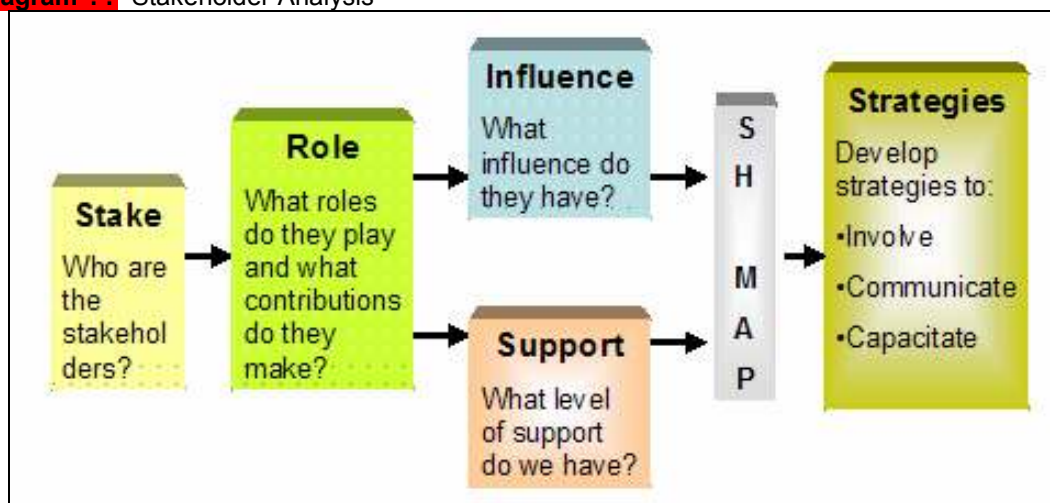 agram ?? Stakeholder Analysis
Stake
Who are
the
stakehol
ders?
Role
What roles
do they play
and what
contributions
do they
make?
Influence
What
influence do
they have?
Support
What level
of support
do we have?
S
H
M
A
P
Strategies
Develop
strategies to:
•Involve
•Communicate
•Capacitate